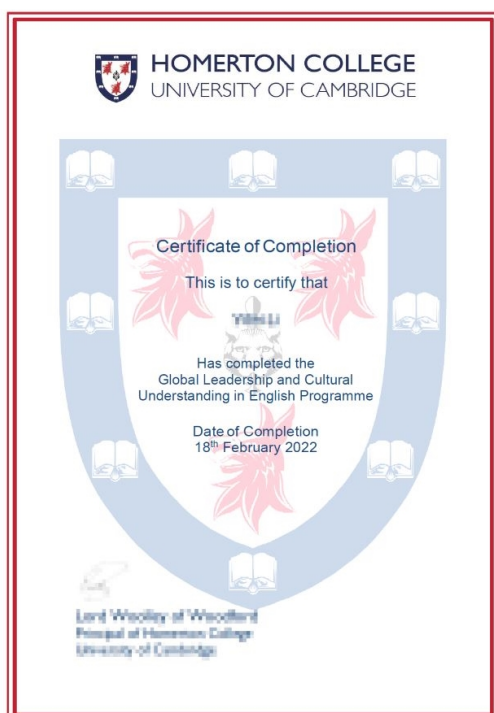 HOMERTON COLLEGE
UNIVERSITY OF CAMBRIDGE
Certificate of Completion
This is to certify that
Has completed the
Global Leadership and Cultural
Understanding in English Programme
Date of Completion
18th February 2022
Lord Woolley of Woodford
Principal of Homerton College
University of Cambridge